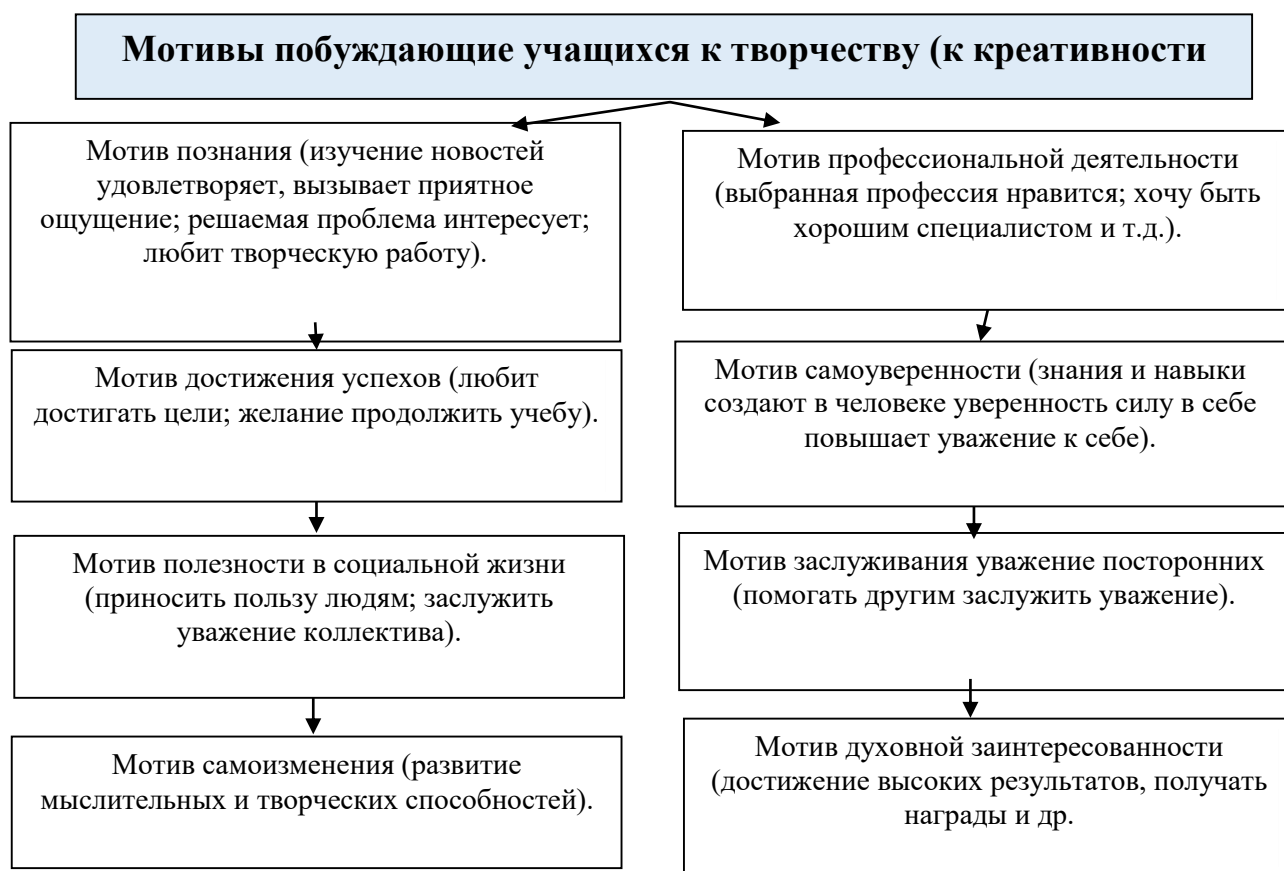 Мотивы побуждающие учащихся к творчеству (к креативности
Мотив познания (изучение новостей
удовлетворяет, вызывает приятное
ощущение; решаемая проблема интересует;
любит творческую работу).
Мотив достижения успехов (любит
достигать цели; желание продолжить учебу).
Мотив полезности в социальной жизни
(приносить пользу людям; заслужить
уважение коллектива).
Мотив самоизменения (развитие
мыслительных и творческих способностей).
Мотив профессиональной деятельности
(выбранная профессия нравится; хочу быть
хорошим специалистом и т.д.).
Мотив самоуверенности (знания и навыки
создают в человеке уверенность силу в себе
повышает уважение к себе).
Мотив заслуживания уважение посторонних
(помогать другим заслужить уважение).
Мотив духовной заинтересованности
(достижение высоких результатов, получать
награды и др.